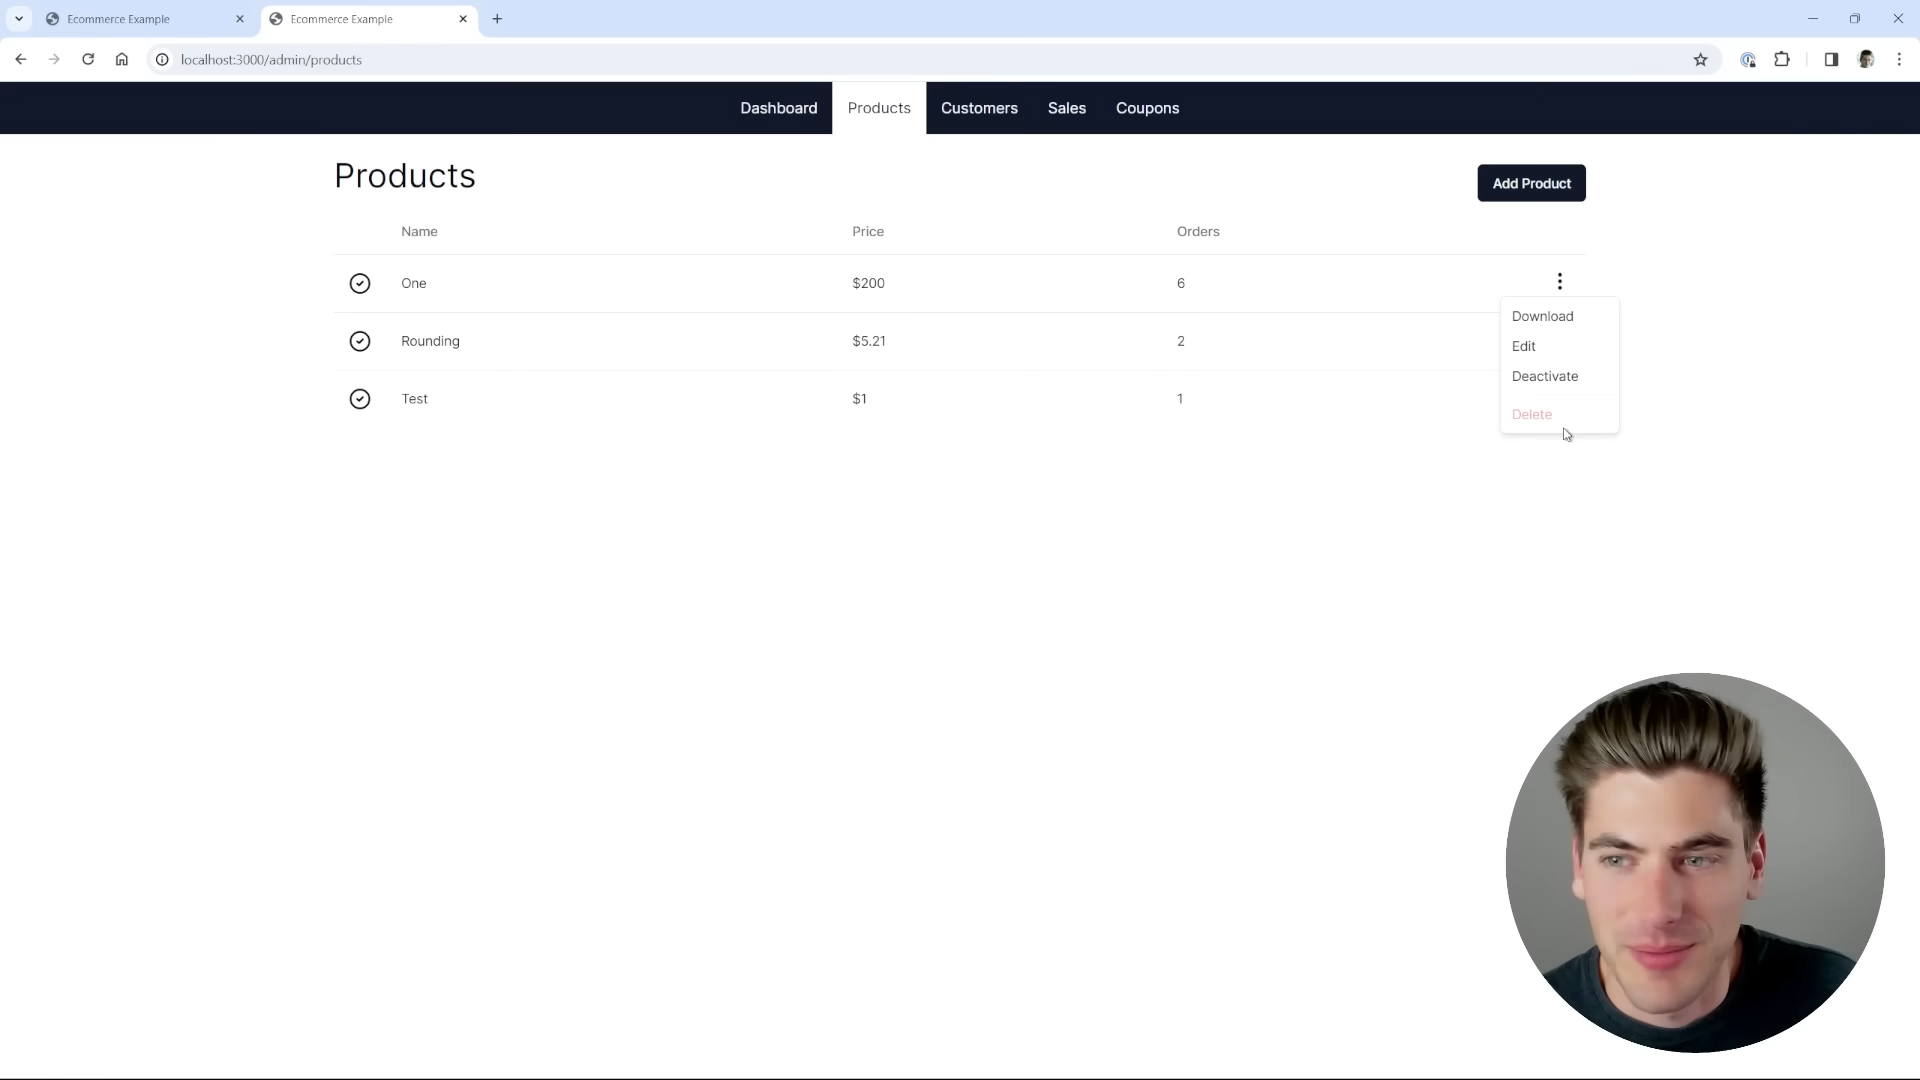 Ecommerce Example
Ecommerce Example
localhost:3000/admin/products
Dashboard Products Customers Sales Coupons
Products
Add Product
Name Price Orders
One $200 6
Download
Edit
Rounding $5.21 2
Deactivate
Test $1 1
Delete